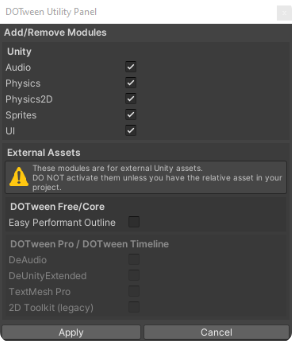 DOTween Utility Panel
Add/Remove Modules
Unity
Audio
Physics
Physics2D
Sprites
UI
External Assets
These modules are for external Unity assets.
DO NOT activate them unless you have the relative asset in your
project.
DOTween Free/Core
Easy Performant Outline
DOTween Pro / DOTween Timeline
DeAudio
DeUnityExtended
TextMesh Pro
2D Toolkit (legacy)
Apply Cancel